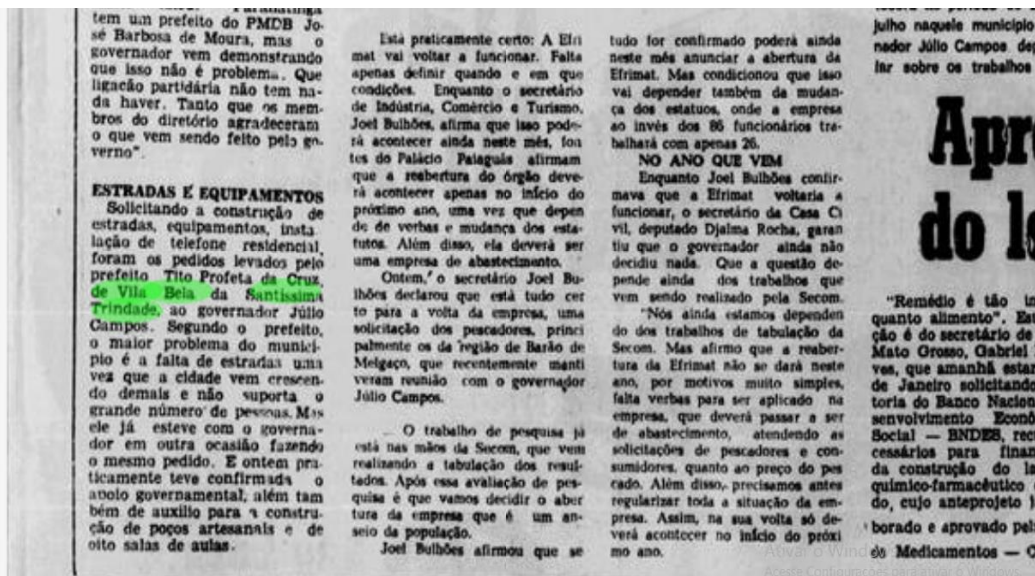 tem um prefeito do PMDB Jo-
sé Barbosa de Moura, mas o
governador vem demonstrando
que isso não é problema. Que
ligação partidária não tem na-
da haver. Tanto que os mem-
bros do diretório agradeceram
o que vem sendo feito pelo go-
verno".
ESTRADAS E EQUIPAMENTOS
Solicitando a construção de
estradas, equipamentos, insta
lação de telefone residencial,
foram os pedidos levados pelo
prefeito Tito Profeta da Cruz,
de Vila Bela da Santíssima
Trindade, ao governador Júlio
Campos. Segundo o prefeito,
o maior problema do municí-
pio é a falta de estradas uma
vez que a cidade vem crescen-
do demais e não suporta o
grande número de pessoas. Mas
ele já esteve com o governa-
dor em outra ocasião fazendo
o mesmo pedido. E ontem pra-
ticamente teve confirmada o
apoio governamental, além tam
bém de auxilio para a constru-
ção de poços artesanais e de
oito salas de aulas.
Está praticamente certo: A Efri
mat vai voltar a funcionar. Falta
apenas definir quando e em que
condições. Enquanto o secretário
de Indústria, Comércio e Turismo,
Joel Bulhões, afirma que isso pode-
rá acontecer ainda neste mês, fon
tes do Palácio Paiaguás afirmam
que a reabertura do órgão deve-
rá acontecer apenas no início do
próximo ano, uma vez que depen
de de verbas e mudança dos esta-
tutos. Além disso, ela deverá ser
uma empresa de abastecimento.
Ontem, o secretário Joel Bu-
lhões declarou que está tudo cer
to para a volta da empresa, uma
solicitação dos pescadores, princi
palmente os da região de Barão de
Melgaço, que recentemente manti
veram reunião com o governador
Júlio Campos.
O trabalho de pesquisa já
está nas mãos da Secom, que vem
realizando a tabulação dos resul-
tados. Após essa avaliação de pes-
quisa é que vamos decidir o aber
tura da empresa que é um an-
seio da população.
Joel Bulhões afirmou que se
tudo for confirmado poderá ainda
neste mês anunciar a abertura da
Efrimat. Mas condicionou que isso
vai depender também da mudan-
ça dos estatuos, onde a empresa
ao invés dos 86 funcionários tra-
balhará com apenas 26.
NO ANO QUE VEM
Enquanto Joel Bulhões confir-
mava que a Efrimat voltaria a
funcionar, o secretário da Casa Ci
vil, deputado Djalma Rocha, garan
tiu que o governador ainda não
decidiu nada. Que a questão de-
pende ainda dos trabalhos que
vem sendo realizado pela Secom.
"Nós ainda estamos dependen
do dos trabalhos de tabulação da
Secom. Mas afirmo que a reaber-
tura da Efrimat não se dará neste
ano, por motivos muito simples,
falta verbas para ser aplicado na
empresa, que deverá passar a ser
de abastecimento, atendendo as
solicitações de pescadores e con-
sumidores, quanto ao preço do pes
cado. Além disso, precisamos antes
regularizar toda a situação da em-
presa. Assim, na sua volta só de-
verá acontecer no início do próxi
mo ano.
julho naquele município
nador Júlio Campos de
lar sobre os trabalhos
Apr
do l
"Remédio é tão
quanto alimento". Es
ção é do secretário de
Mato Grosso, Gabriel
ves, que amanhã estar
de Janeiro solicitando
toria do Banco Nacion
senvolvimento Econo
Social — BNDES, re
cessários para finan
da construção do
químico-farmacêutico
do, cujo anteprojeto
borado e aprovado pel
de Medicamentos — C
Ativar o Wind
Acesse Configurações para ativar o Windows